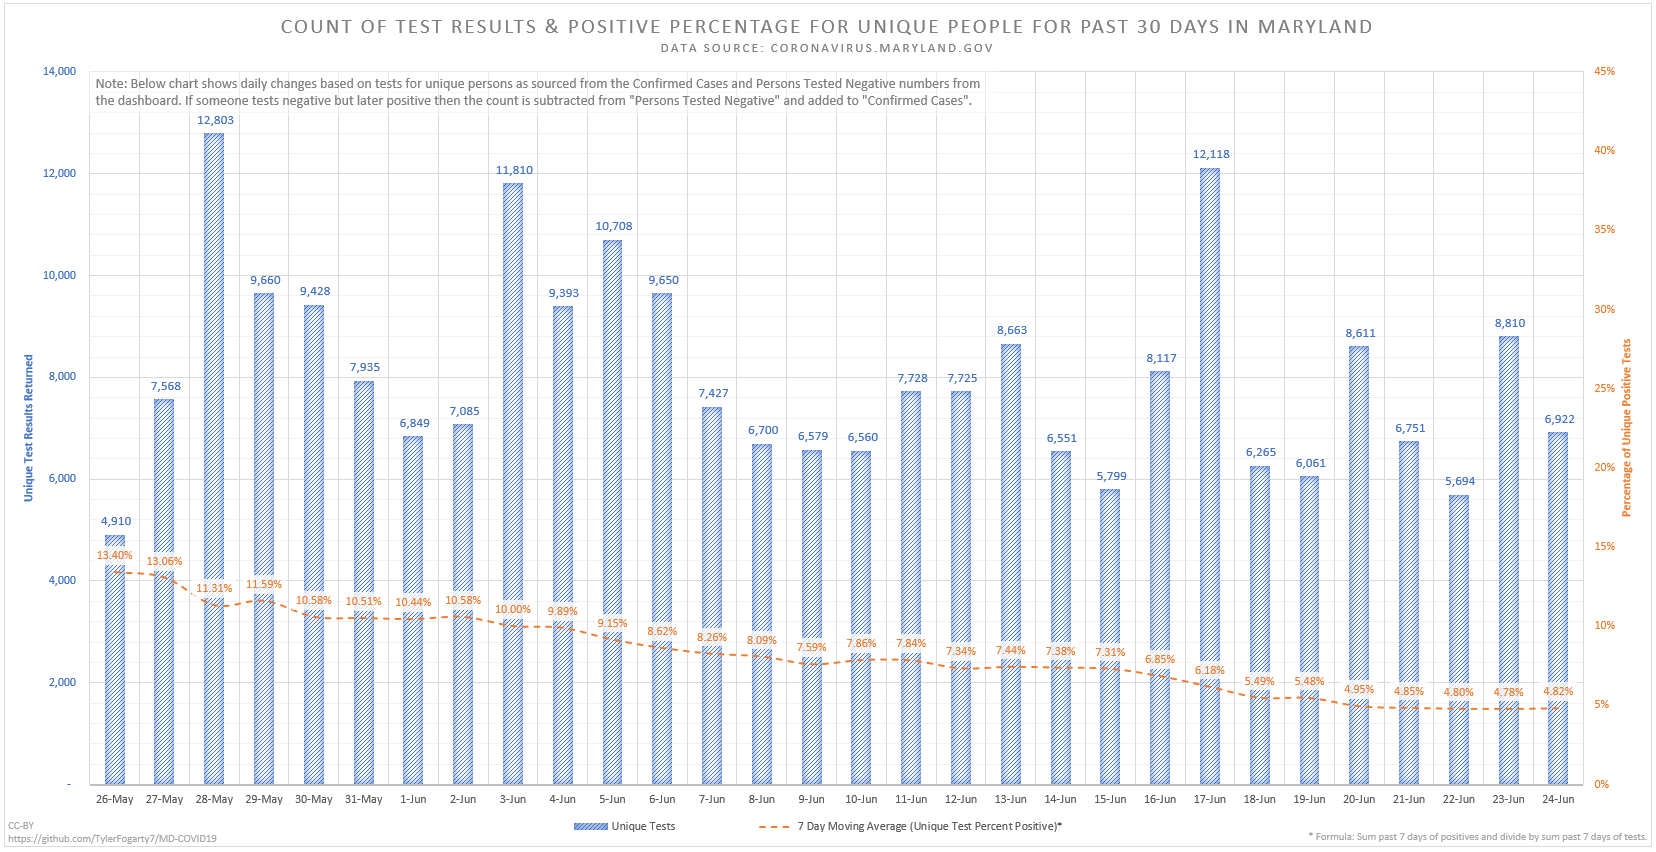 COUNT OF TEST RESULTS & POSITIVE PERCENTAGE FOR UNIQUE PEOPLE FOR PAST 30 DAYS IN MARYLAND
DATA SOURCE: CORONAVIRUS.MARYLAND.GOV
Note: Below chart shows daily changes based on tests for unique persons as sourced from the Confirmed Cases and Persons Tested Negative numbers from
the dashboard. If someone tests negative but later positive then the count is subtracted from "Persons Tested Negative" and added to "Confirmed Cases".
Unique Test Results Returned
14,000
12,000
10,000
8,000
6,000
4,000
2,000
-
4,910
7,568
12,803
9,660
9,428
7,935
6,849
7,085
11,810
9,393
10,708
9,650
7,427
6,700
6,579
6,560
7,728
7,725
8,663
6,551
5,799
8,117
12,118
6,265
6,061
8,611
6,751
5,694
8,810
6,922
13.40%
13.06%
11.31%
11.59%
10.58%
10.51%
10.44%
10.58%
10.00%
9.89%
9.15%
8.62%
8.26%
8.09%
7.59%
7.86%
7.84%
7.34%
7.44%
7.38%
7.31%
6.85%
6.18%
5.49%
5.48%
4.95%
4.85%
4.80%
4.78%
4.82%
45%
40%
35%
30%
25%
20%
15%
10%
5%
0%
Percentage of Unique Positive Tests
26-May
27-May
28-May
29-May
30-May
31-May
1-Jun
2-Jun
3-Jun
4-Jun
5-Jun
6-Jun
7-Jun
8-Jun
9-Jun
10-Jun
11-Jun
12-Jun
13-Jun
14-Jun
15-Jun
16-Jun
17-Jun
18-Jun
19-Jun
20-Jun
21-Jun
22-Jun
23-Jun
24-Jun
Unique Tests
7 Day Moving Average (Unique Test Percent Positive)*
CC-BY
https://github.com/TylerFogarty7/MD-COVID19
* Formula: Sum past 7 days of positives and divide by sum past 7 days of tests.